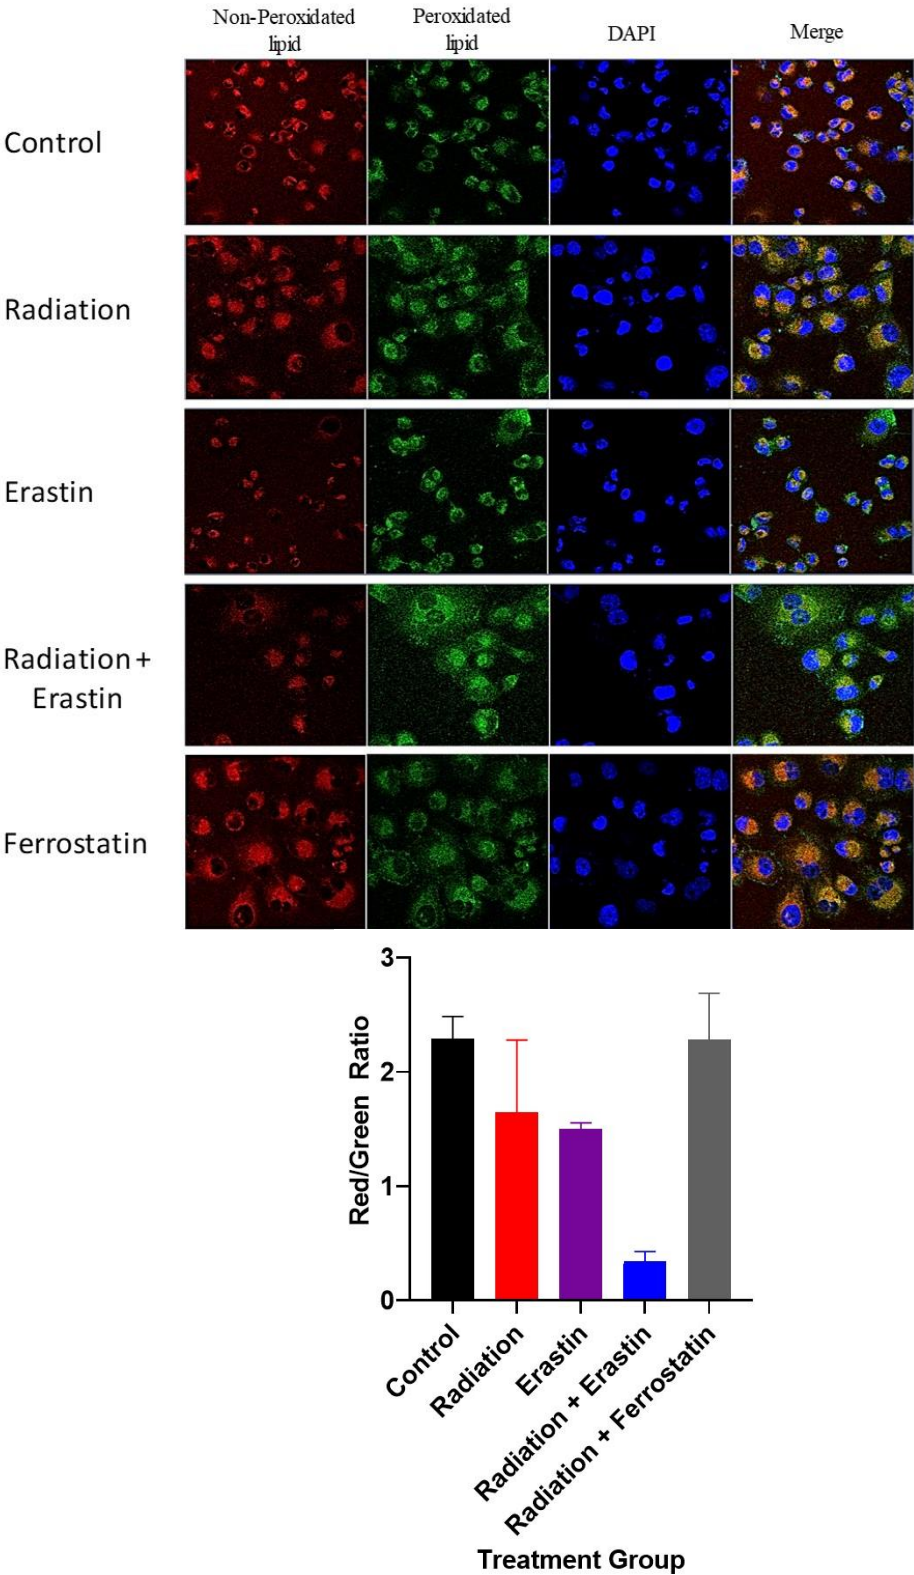 Non-Peroxidated
lipid
Peroxidated
lipid
DAPI
Merge
Control
Radiation
Erastin
Radiation +
Erastin
Ferrostatin
3
2
1
0
Red/Green Ratio
Control
Radiation
Erastin
Radiation + Erastin
Radiation + Ferrostatin
Treatment Group